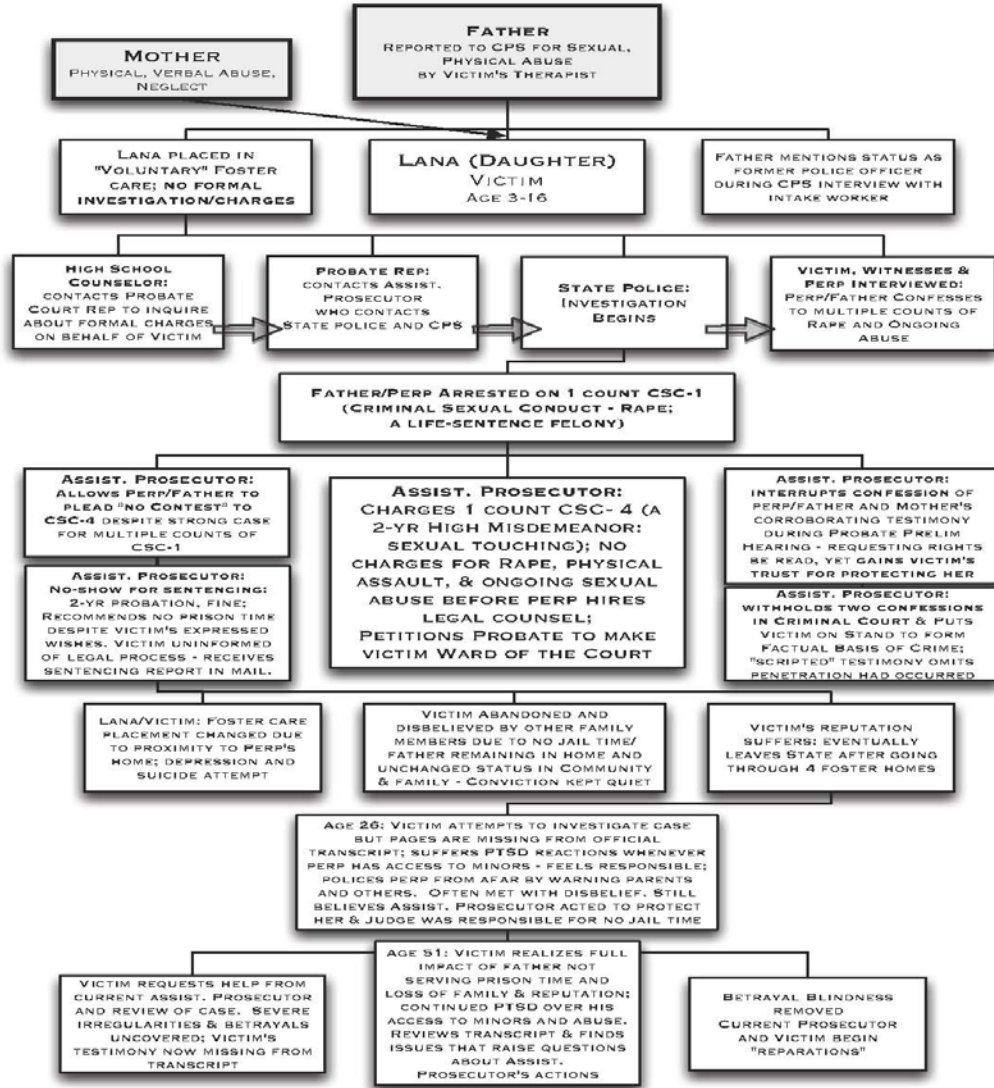 FATHER
REPORTED TO CPS FOR SEXUAL,
PHYSICAL ABUSE
BY VICTIM'S THERAPIST
MOTHER
PHYSICAL, VERBAL ABUSE,
NEGLECT
LANA PLACED IN
"VOLUNTARY" FOSTER
CARE; NO FORMAL
INVESTIGATION/CHARGES
LANA (DAUGHTER)
VICTIM
AGE 3-16
FATHER MENTIONS STATUS AS
FORMER POLICE OFFICER
DURING CPS INTERVIEW WITH
INTAKE WORKER
HIGH SCHOOL
COUNSELOR:
CONTACTS PROBATE
COURT REP TO INQUIRE
ABOUT FORMAL CHARGES
ON BEHALF OF VICTIM
PROBATE REP:
CONTACTS ASSIST.
PROSECUTOR
WHO CONTACTS
STATE POLICE AND CPS
STATE POLICE:
INVESTIGATION
BEGINS
VICTIM, WITNESSES &
PERP INTERVIEWED:
PERP/FATHER CONFESSES
TO MULTIPLE COUNTS OF
RAPE AND ONGOING
ABUSE
FATHER/PERP ARRESTED ON 1 COUNT CSC-1
(CRIMINAL SEXUAL CONDUCT - RAPE;
A LIFE-SENTENCE FELONY)
ASSIST. PROSECUTOR:
ALLOWS PERP/FATHER TO
PLEAD "NO CONTEST" TO
CSC-4 DESPITE STRONG CASE
FOR MULTIPLE COUNTS OF
CSC-1
ASSIST. PROSECUTOR:
NO-SHOW FOR SENTENCING:
2-YR PROBATION, FINE;
RECOMMENDS NO PRISON TIME
DESPITE VICTIM'S EXPRESSED
WISHES. VICTIM UNINFORMED
OF LEGAL PROCESS - RECEIVES
SENTENCING REPORT IN MAIL.
ASSIST. PROSECUTOR:
CHARGES 1 COUNT CSC- 4 (A
2-YR HIGH MISDEMEANOR:
SEXUAL TOUCHING); NO
CHARGES FOR RAPE, PHYSICAL
ASSAULT, & ONGOING SEXUAL
ABUSE BEFORE PERP HIRES
LEGAL COUNSEL;
PETITIONS PROBATE TO MAKE
VICTIM WARD OF THE COURT
ASSIST. PROSECUTOR:
INTERRUPTS CONFESSION OF
PERP/FATHER AND MOTHER'S
CORROBORATING TESTIMONY
DURING PROBATE PRELIM
HEARING - REQUESTING RIGHTS
BE READ, YET GAINS VICTIM'S
TRUST FOR PROTECTING HER
ASSIST. PROSECUTOR:
WITHHOLDS TWO CONFESSIONS
IN CRIMINAL COURT & PUTS
VICTIM ON STAND TO FORM
FACTUAL BASIS OF CRIME;
"SCRIPTED" TESTIMONY OMITS
PENETRATION HAD OCCURRED
LANA/VICTIM: FOSTER CARE
PLACEMENT CHANGED DUE
TO PROXIMITY TO PERP'S
HOME; DEPRESSION AND
SUICIDE ATTEMPT
VICTIM ABANDONED AND
DISBELIEVED BY OTHER FAMILY
MEMBERS DUE TO NO JAIL TIME/
FATHER REMAINING IN HOME AND
UNCHANGED STATUS IN COMMUNITY
& FAMILY - CONVICTION KEPT QUIET
VICTIM'S REPUTATION
SUFFERS; EVENTUALLY
LEAVES STATE AFTER GOING
THROUGH 4 FOSTER HOMES
AGE 26: VICTIM ATTEMPTS TO INVESTIGATE CASE
BUT PAGES ARE MISSING FROM OFFICIAL
TRANSCRIPT; SUFFERS PTSD REACTIONS WHENEVER
PERP HAS ACCESS TO MINORS - FEELS RESPONSIBLE;
POLICES PERP FROM AFAR BY WARNING PARENTS
AND OTHERS. OFTEN MET WITH DISBELIEF. STILL
BELIEVES ASSIST. PROSECUTOR ACTED TO PROTECT
HER & JUDGE WAS RESPONSIBLE FOR NO JAIL TIME
VICTIM REQUESTS HELP FROM
CURRENT ASSIST. PROSECUTOR
AND REVIEW OF CASE. SEVERE
IRREGULARITIES & BETRAYALS
UNCOVERED; VICTIM'S
TESTIMONY NOW MISSING FROM
TRANSCRIPT
AGE 51: VICTIM REALIZES FULL
IMPACT OF FATHER NOT
SERVING PRISON TIME AND
LOSS OF FAMILY & REPUTATION;
CONTINUED PTSD OVER HIS
ACCESS TO MINORS AND ABUSE.
REVIEWS TRANSCRIPT & FINDS
ISSUES THAT RAISE QUESTIONS
ABOUT ASSIST.
PROSECUTOR'S ACTIONS
BETRAYAL BLINDNESS
REMOVED
CURRENT PROSECUTOR
AND VICTIM BEGIN
"REPARATIONS"